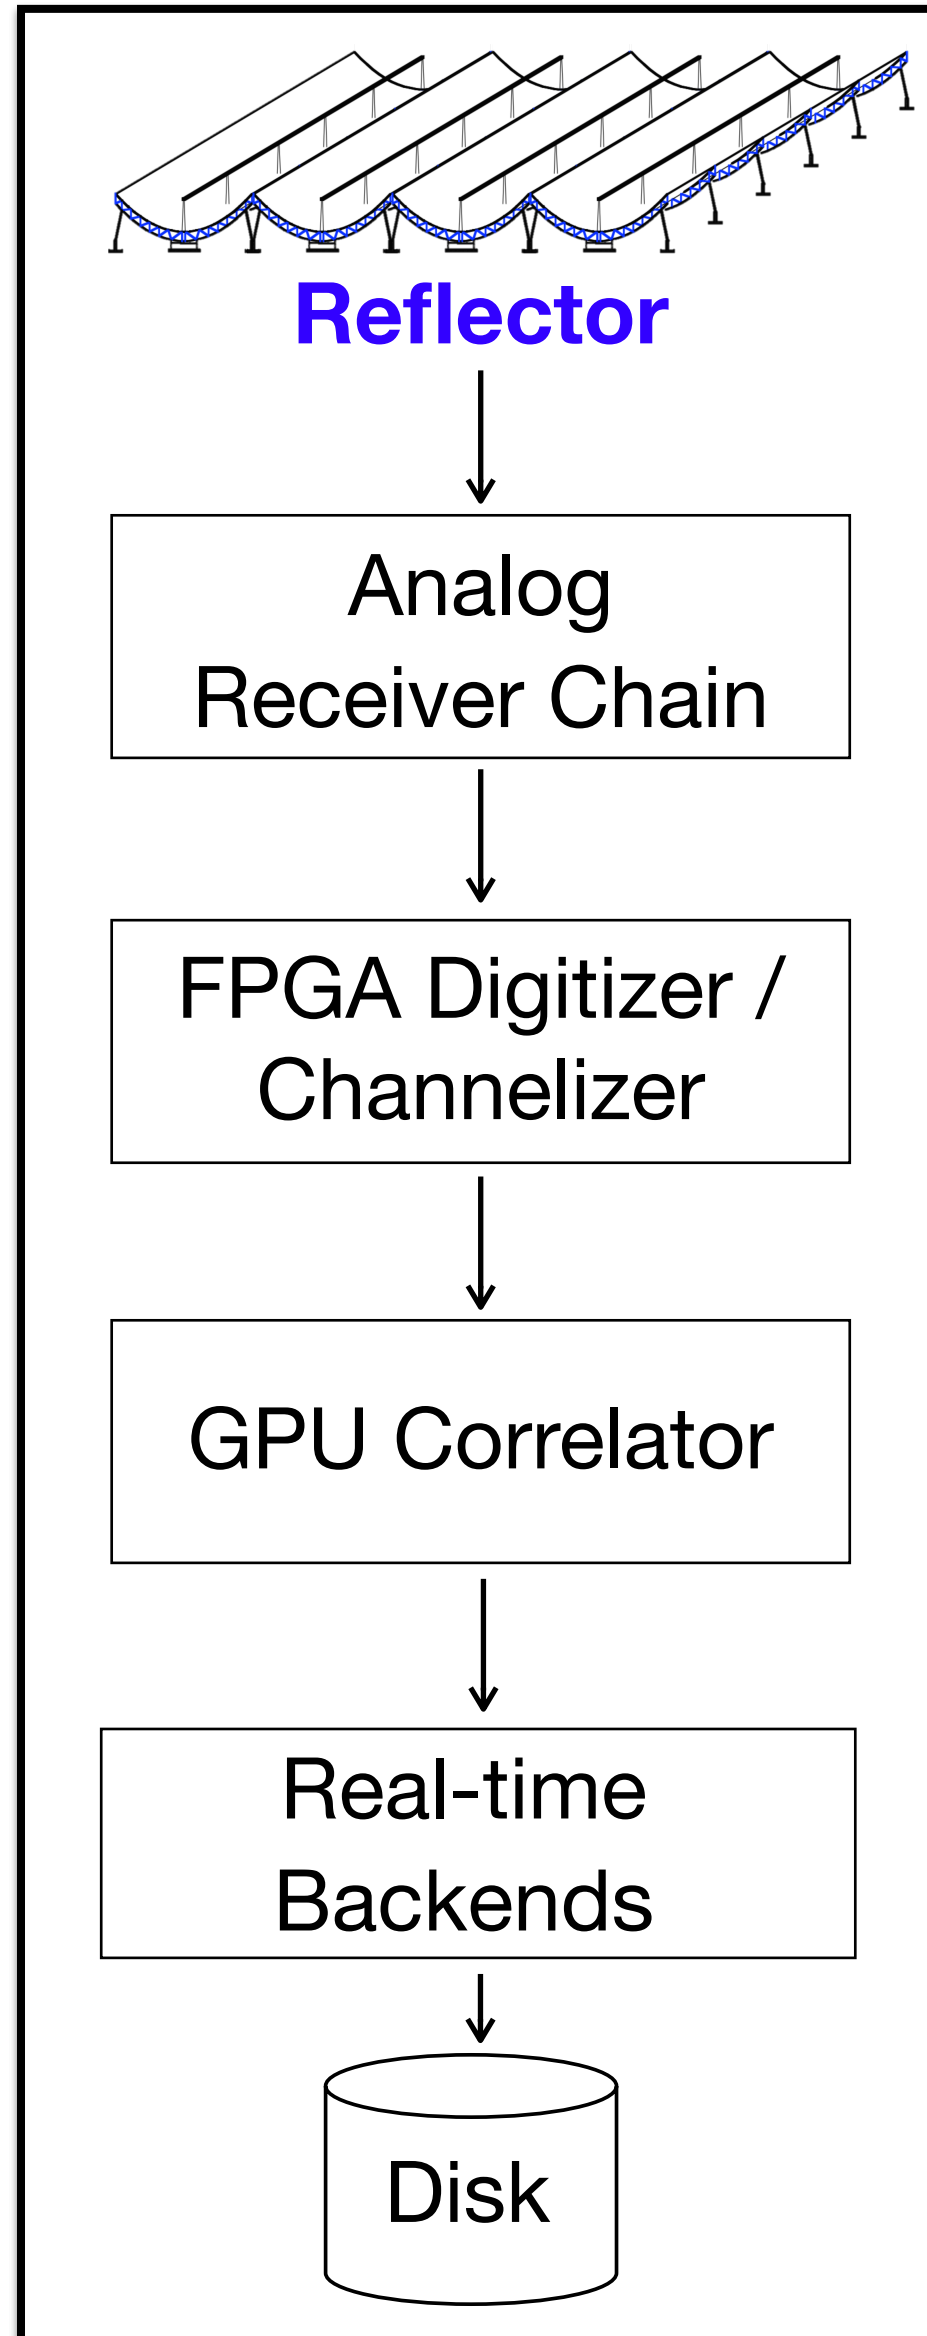 Reflector
Analog
Receiver Chain
FPGA Digitizer /
Channelizer
GPU Correlator
Real-time
Backends
Disk